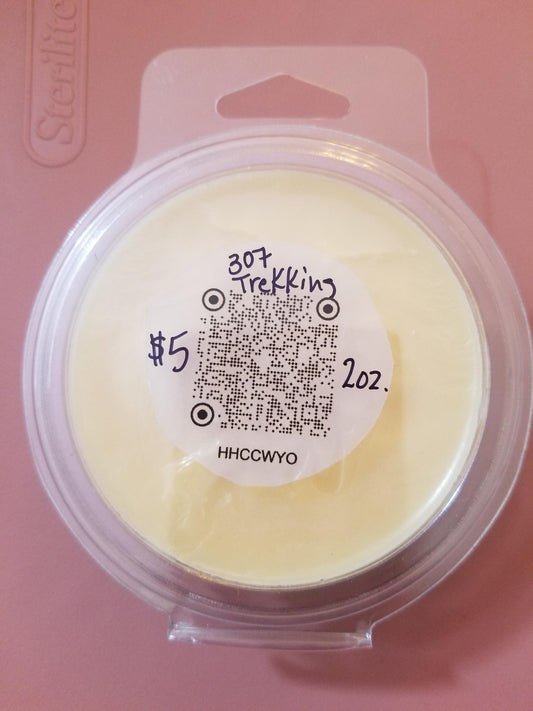 Sterilite
307
Trekking
$5
2oz.
HHCCWYO